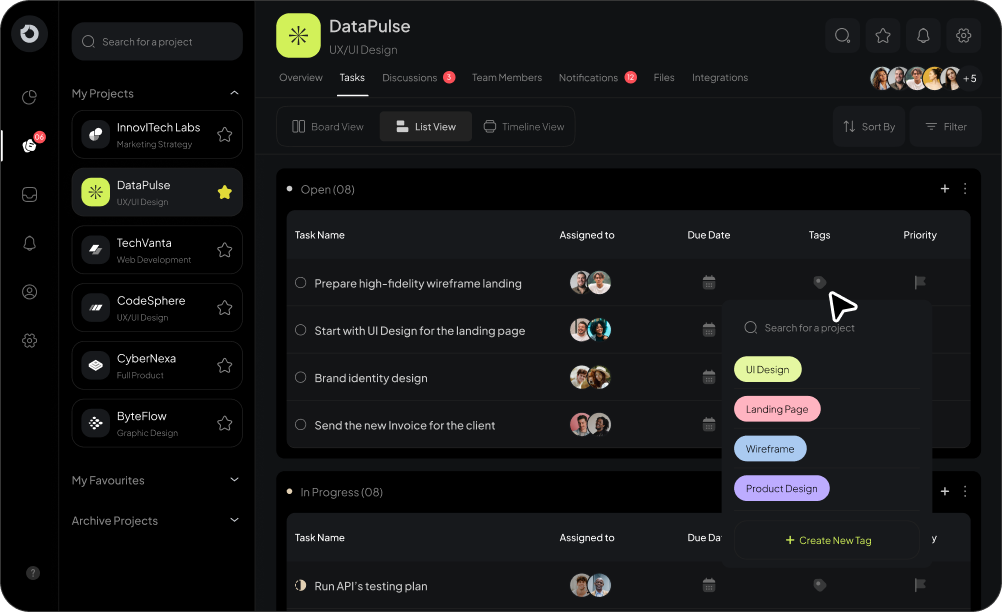 Search for a project
My Projects
InnovITech Labs
Marketing Strategy
DataPulse
UX/UI Design
TechVanta
Web Development
CodeSphere
UX/UI Design
CyberNexa
Full Product
ByteFlow
Graphic Design
My Favourites
Archive Projects
06
?
DataPulse
UX/UI Design
Overview Tasks Discussions 3 Team Members Notifications 12 Files Integrations
+5
Board View List View Timeline View Sort By Filter
Open (08)
Task Name Assigned to Due Date Tags Priority
Prepare high-fidelity wireframe landing
Start with UI Design for the landing page
Brand identity design
Send the new Invoice for the client
Search for a project
UI Design
Landing Page
Wireframe
Product Design
+ Create New Tag
In Progress (08)
Task Name Assigned to Due Da y
Run API's testing plan